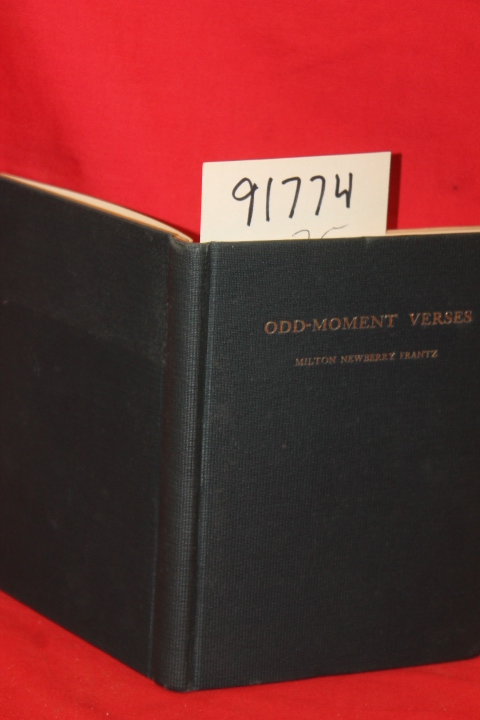 91774
ODD-MOMENT VERSES
MILTON NEWBERRY FRANTZ